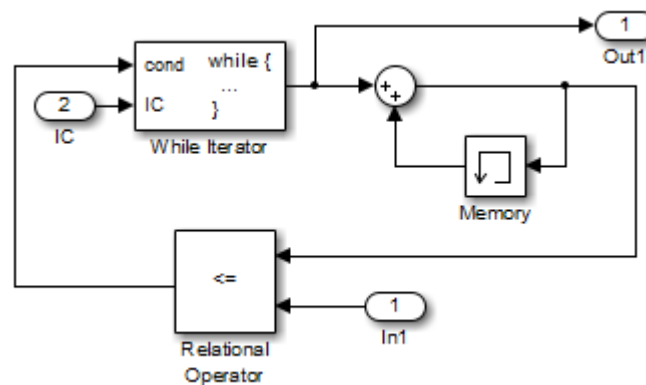 1
Out1
cond while {
...
IC }
2
IC
While Iterator
+
+
Memory
<=
1
In1
Relational
Operator